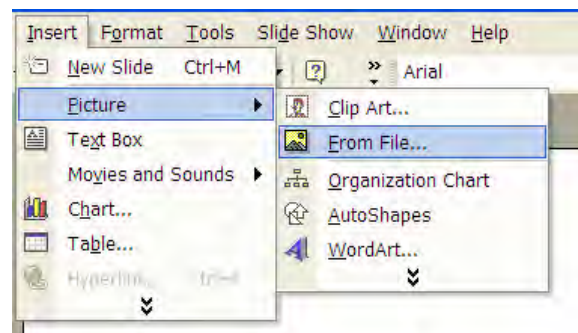 Insert Format Tools Slide Show Window Help
New Slide Ctrl+M
Arial
Picture
Clip Art...
Text Box
From File...
Movies and Sounds
Organization Chart
Chart...
AutoShapes
Table...
WordArt...
Hyperlink...